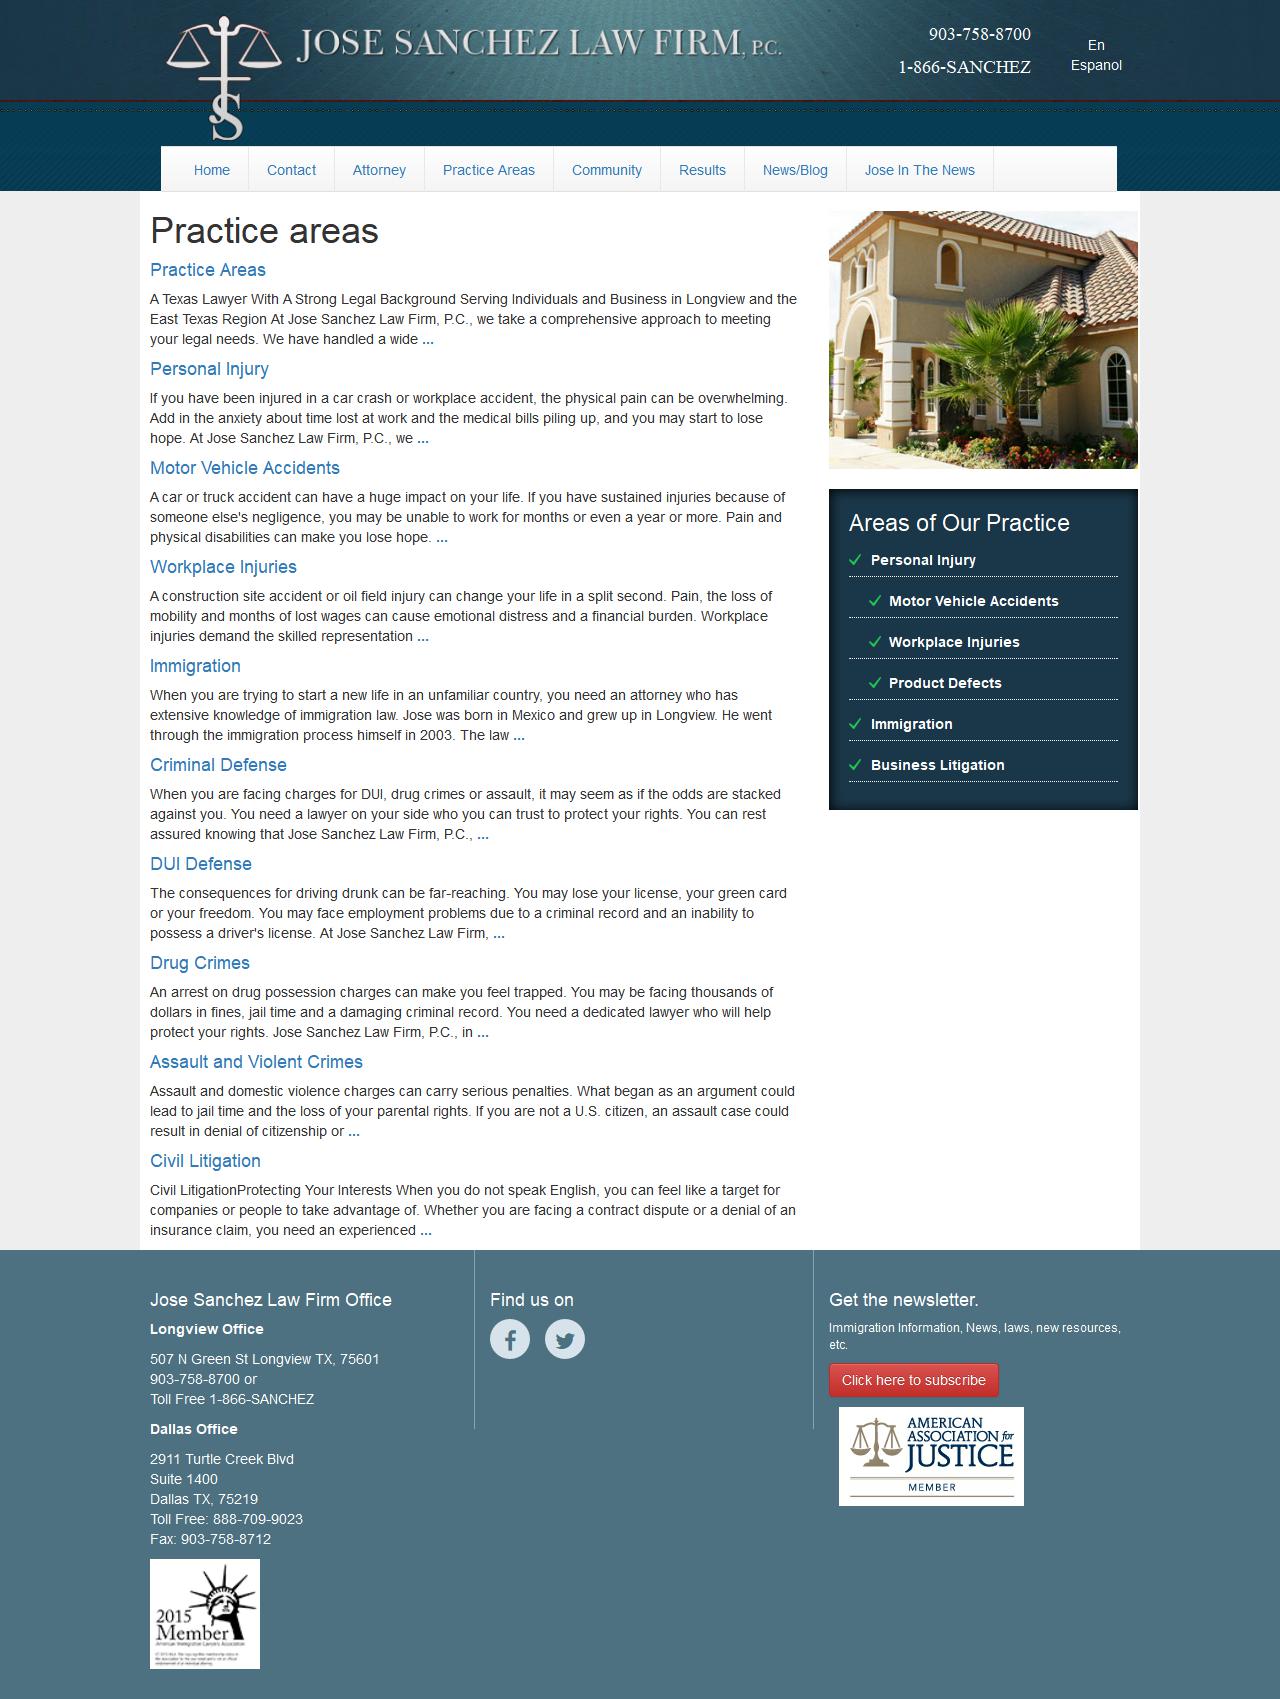 JOSE SANCHEZ LAW FIRM, P.C.
903-758-8700
1-866-SANCHEZ
En
Espanol
JS
Home
Contact
Attorney
Practice Areas
Community
Results
News/Blog
Jose In The News
Practice areas
Practice Areas
A Texas Lawyer With A Strong Legal Background Serving Individuals and Business in Longview and the
East Texas Region At Jose Sanchez Law Firm, P.C., we take a comprehensive approach to meeting
your legal needs. We have handled a wide ...
Personal Injury
If you have been injured in a car crash or workplace accident, the physical pain can be overwhelming.
Add in the anxiety about time lost at work and the medical bills piling up, and you may start to lose
hope. At Jose Sanchez Law Firm, P.C., we ...
Motor Vehicle Accidents
A car or truck accident can have a huge impact on your life. If you have sustained injuries because of
someone else's negligence, you may be unable to work for months or even a year or more. Pain and
physical disabilities can make you lose hope. ...
Workplace Injuries
A construction site accident or oil field injury can change your life in a split second. Pain, the loss of
mobility and months of lost wages can cause emotional distress and a financial burden. Workplace
injuries demand the skilled representation ...
Immigration
When you are trying to start a new life in an unfamiliar country, you need an attorney who has
extensive knowledge of immigration law. Jose was born in Mexico and grew up in Longview. He went
through the immigration process himself in 2003. The law ...
Criminal Defense
When you are facing charges for DUI, drug crimes or assault, it may seem as if the odds are stacked
against you. You need a lawyer on your side who you can trust to protect your rights. You can rest
assured knowing that Jose Sanchez Law Firm, P.C., ...
DUI Defense
The consequences for driving drunk can be far-reaching. You may lose your license, your green card
or your freedom. You may face employment problems due to a criminal record and an inability to
possess a driver's license. At Jose Sanchez Law Firm, ...
Drug Crimes
An arrest on drug possession charges can make you feel trapped. You may be facing thousands of
dollars in fines, jail time and a damaging criminal record. You need a dedicated lawyer who will help
protect your rights. Jose Sanchez Law Firm, P.C., in ...
Assault and Violent Crimes
Assault and domestic violence charges can carry serious penalties. What began as an argument could
lead to jail time and the loss of your parental rights. If you are not a U.S. citizen, an assault case could
result in denial of citizenship or ...
Civil Litigation
Civil LitigationProtecting Your Interests When you do not speak English, you can feel like a target for
companies or people to take advantage of. Whether you are facing a contract dispute or a denial of an
insurance claim, you need an experienced ...
Areas of Our Practice
Personal Injury
Motor Vehicle Accidents
Workplace Injuries
Product Defects
Immigration
Business Litigation
Jose Sanchez Law Firm Office
Longview Office
507 N Green St Longview TX, 75601
903-758-8700 or
Toll Free 1-866-SANCHEZ
Dallas Office
2911 Turtle Creek Blvd
Suite 1400
Dallas TX, 75219
Toll Free: 888-709-9023
Fax: 903-758-8712
2015
Member
American Immigration Lawyers Association
Find us on
Get the newsletter.
Immigration Information, News, laws, new resources,
etc.
Click here to subscribe
AMERICAN
ASSOCIATION for
JUSTICE
MEMBER